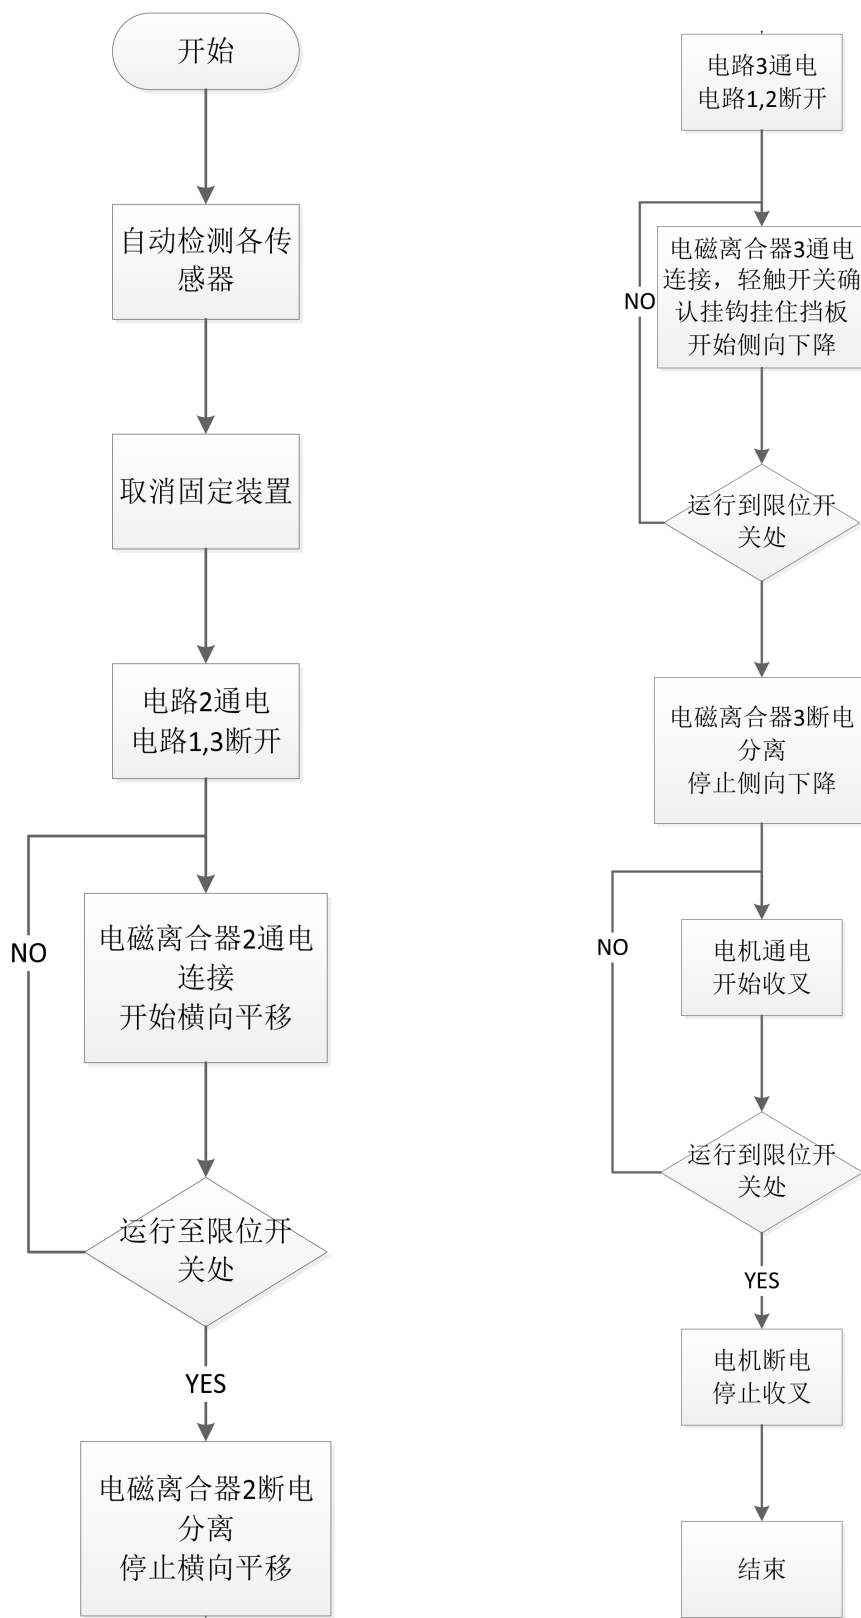 开始
自动检测各传
感器
取消固定装置
电路2通电
电路1,3断开
电磁离合器2通电
连接
开始横向平移
NO
运行至限位开
关处
YES
电磁离合器2断电
分离
停止横向平移
电路3通电
电路1,2断开
电磁离合器3通电
连接，轻触开关确
认挂钩挂住挡板
开始侧向下降
NO
运行到限位开
关处
电磁离合器3断电
分离
停止侧向下降
NO
电机通电
开始收叉
运行到限位开
关处
YES
电机断电
停止收叉
结束